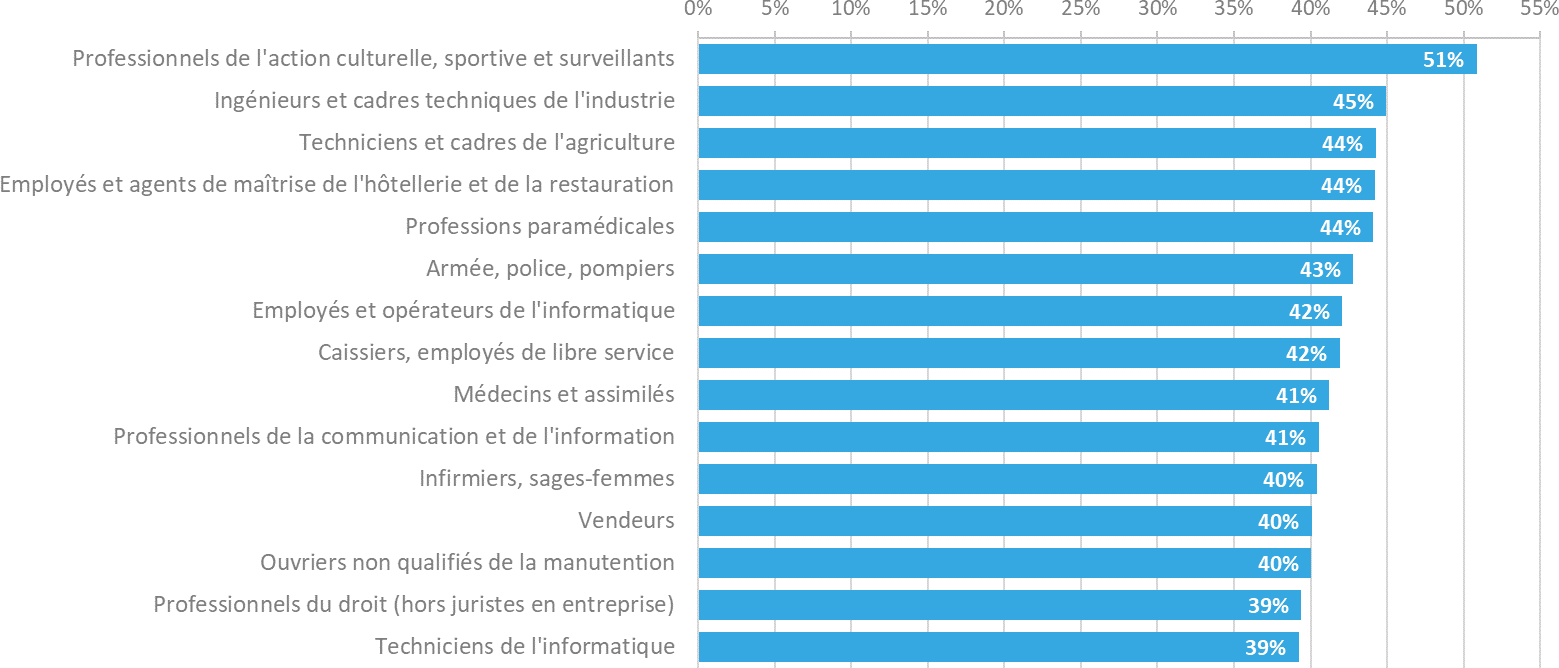 0% 5% 10% 15% 20% 25% 30% 35% 40% 45% 50% 55%
Professionnels de l'action culturelle, sportive et surveillants 51%
Ingénieurs et cadres techniques de l'industrie 45%
Techniciens et cadres de l'agriculture 44%
Employés et agents de maîtrise de l'hôtellerie et de la restauration 44%
Professions paramédicales 44%
Armée, police, pompiers 43%
Employés et opérateurs de l'informatique 42%
Caissiers, employés de libre service 42%
Médecins et assimilés 41%
Professionnels de la communication et de l'information 41%
Infirmiers, sages-femmes 40%
Vendeurs 40%
Ouvriers non qualifiés de la manutention 40%
Professionnels du droit (hors juristes en entreprise) 39%
Techniciens de l'informatique 39%